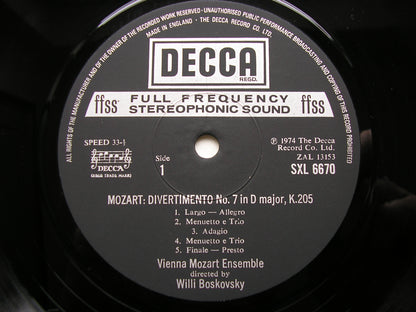 ALL RIGHTS OF THE MANUFACTURER AND OF THE OWNER OF THE RECORDED WORK RESERVED · UNAUTHORISED PUBLIC PERFORMANCE BROADCASTING AND COPYING OF THIS RECORD PROHIBITED
MADE IN ENGLAND
THE DECCA RECORD CO. LTD.
DECCA
REGD.
ffss FULL FREQUENCY ffss
STEREOPHONIC SOUND
SPEED 33⅓
DECCA
Side
1
℗ 1974 The Decca
Record Co. Ltd.
ZAL 13153
SXL 6670
MOZART: DIVERTIMENTO No. 7 in D major, K.205
1. Largo — Allegro
2. Menuetto e Trio
3. Adagio
4. Menuetto e Trio
5. Finale — Presto
Vienna Mozart Ensemble
directed by
Willi Boskovsky